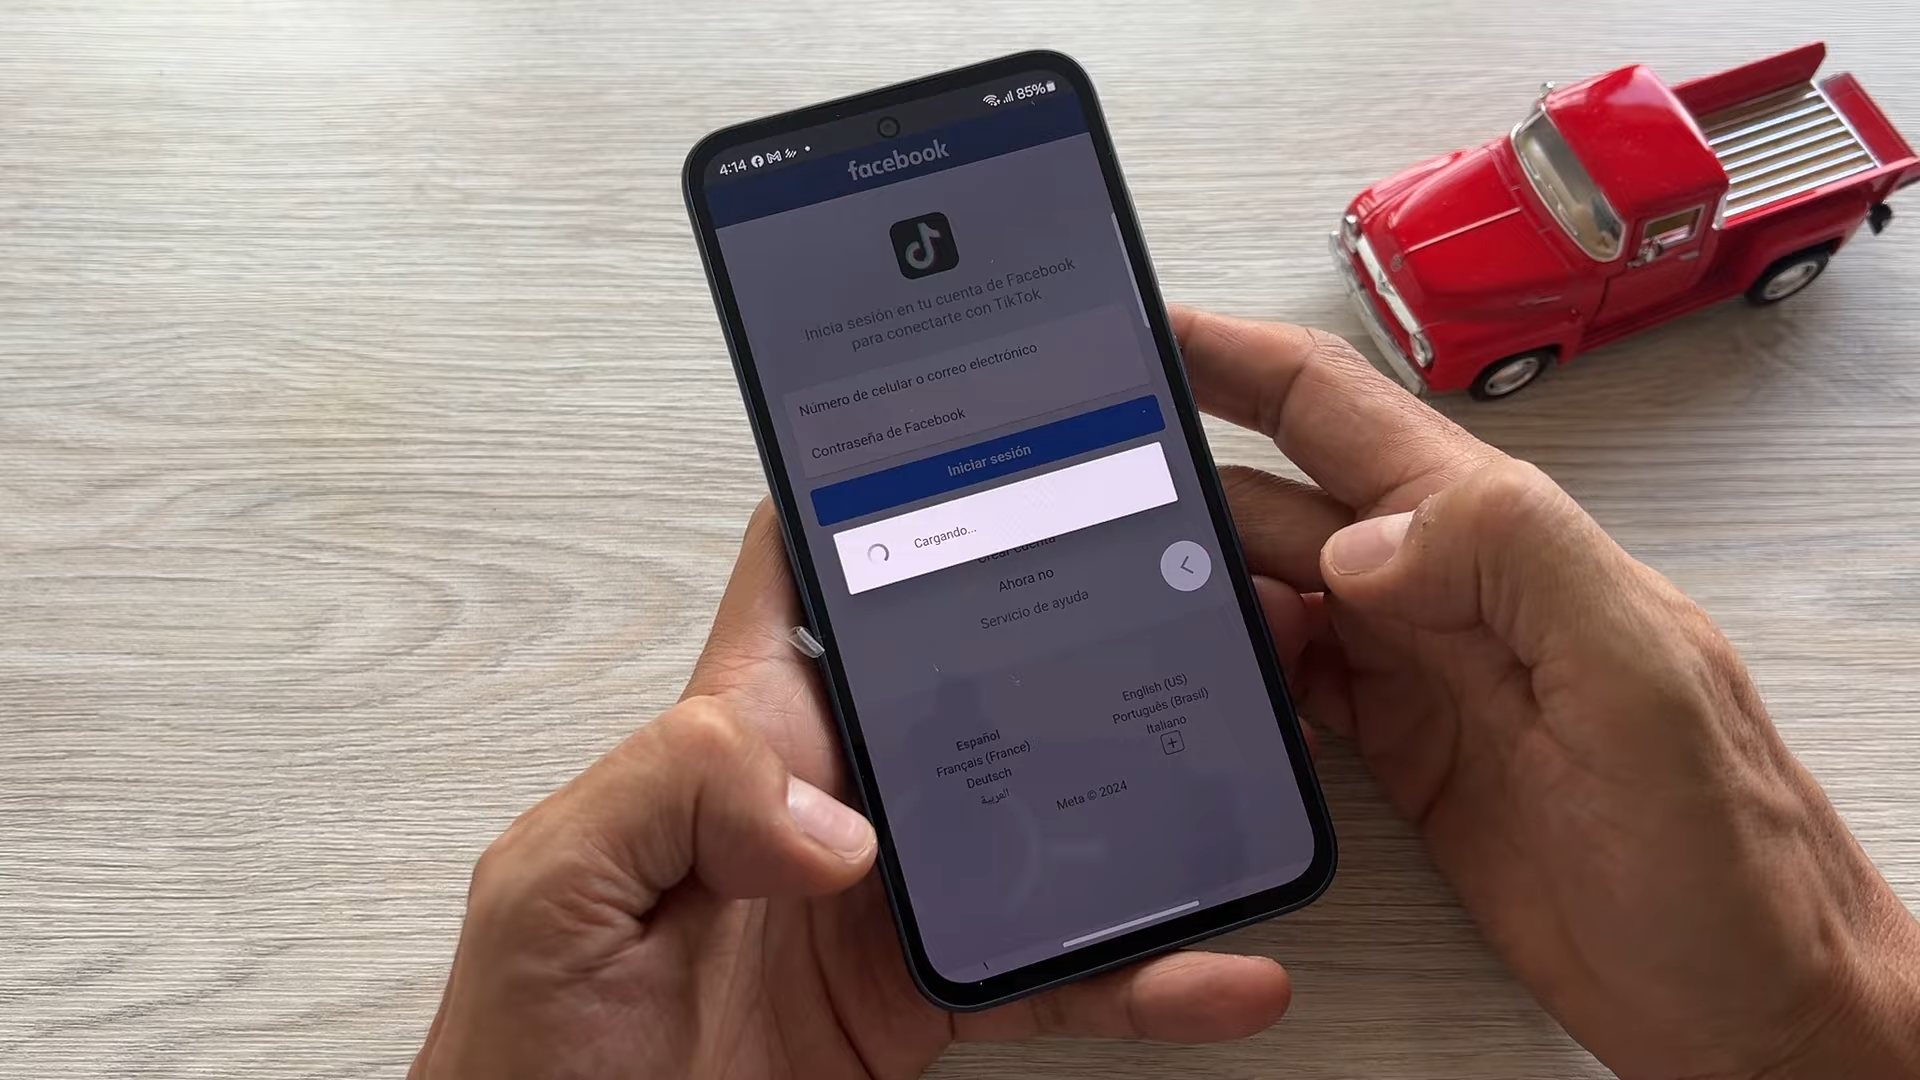 4:14
85%
facebook
Inicia sesión en tu cuenta de Facebook
para conectarte con TikTok
Número de celular o correo electrónico
Contraseña de Facebook
Iniciar sesión
Cargando...
Crear cuenta
Ahora no
Servicio de ayuda
Español
Français (France)
Deutsch
العربية
English (US)
Português (Brasil)
Italiano
Meta © 2024